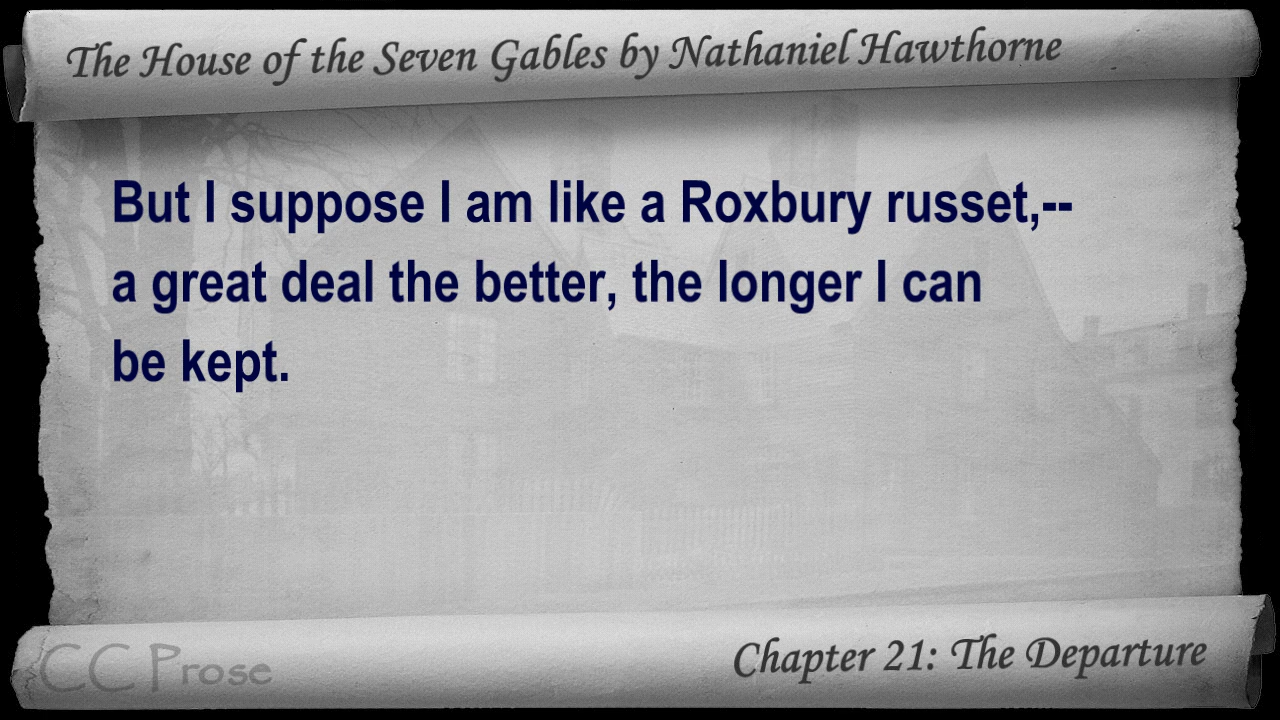 The House of the Seven Gables by Nathaniel Hawthorne
But I suppose I am like a Roxbury russet,--
a great deal the better, the longer I can
be kept.
CC Prose
Chapter 21: The Departure